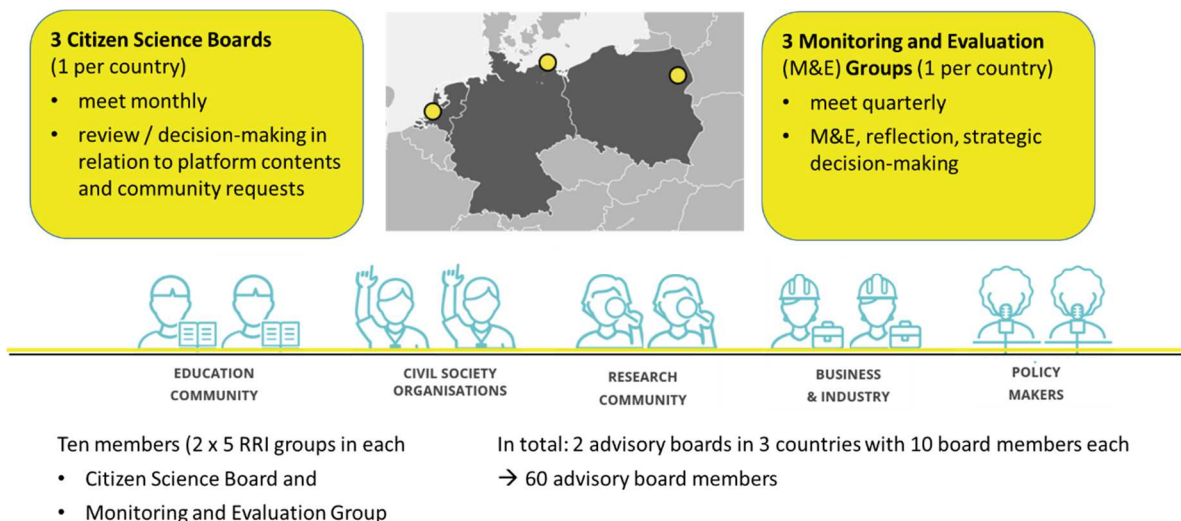 3 Citizen Science Boards
(1 per country)
• meet monthly
• review / decision-making in
relation to platform contents
and community requests
3 Monitoring and Evaluation
(M&E) Groups (1 per country)
• meet quarterly
• M&E, reflection, strategic
decision-making
EDUCATION
COMMUNITY
CIVIL SOCIETY
ORGANISATIONS
RESEARCH
COMMUNITY
BUSINESS
& INDUSTRY
POLICY
MAKERS
Ten members (2 x 5 RRI groups in each
• Citizen Science Board and
• Monitoring and Evaluation Group
In total: 2 advisory boards in 3 countries with 10 board members each
→ 60 advisory board members